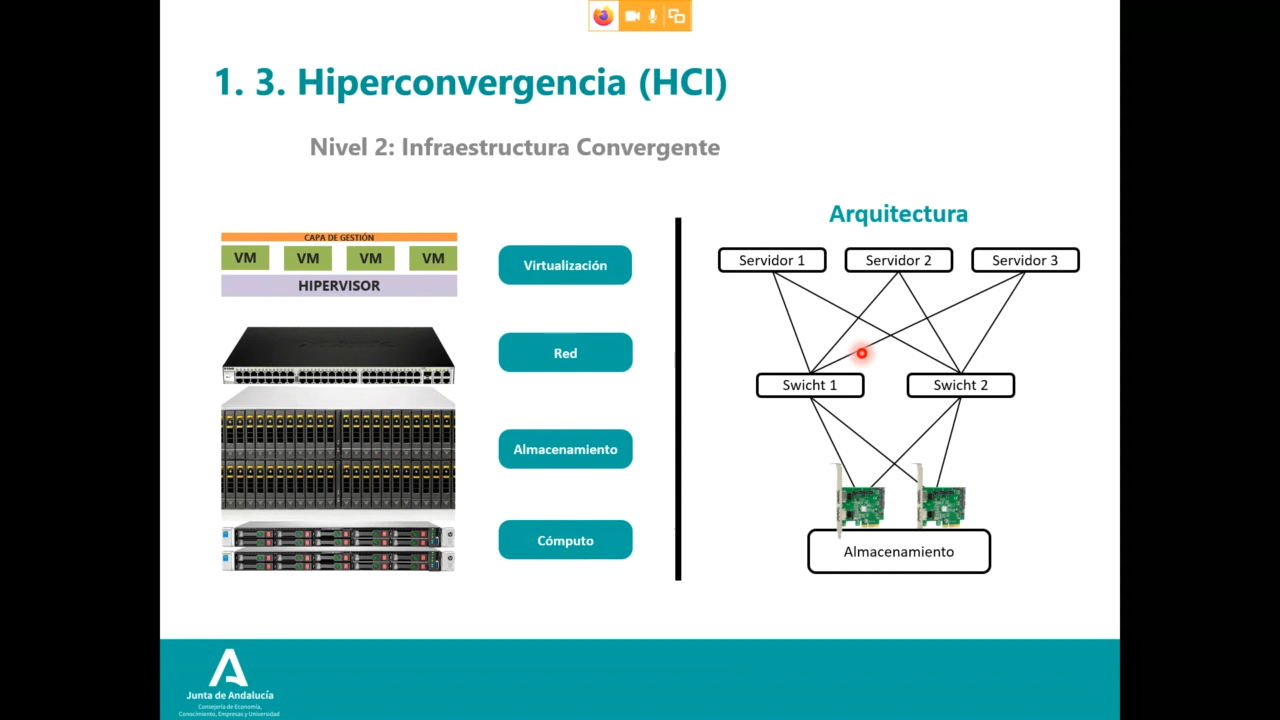 1. 3. Hiperconvergencia (HCI)
Nivel 2: Infraestructura Convergente
CAPA DE GESTIÓN
VM VM VM VM
HIPERVISOR
Virtualización
Red
Almacenamiento
Cómputo
Arquitectura
Servidor 1 Servidor 2 Servidor 3
Swicht 1 Swicht 2
Almacenamiento
Junta de Andalucía
Consejería de Economía,
Conocimiento, Empresas y Universidad